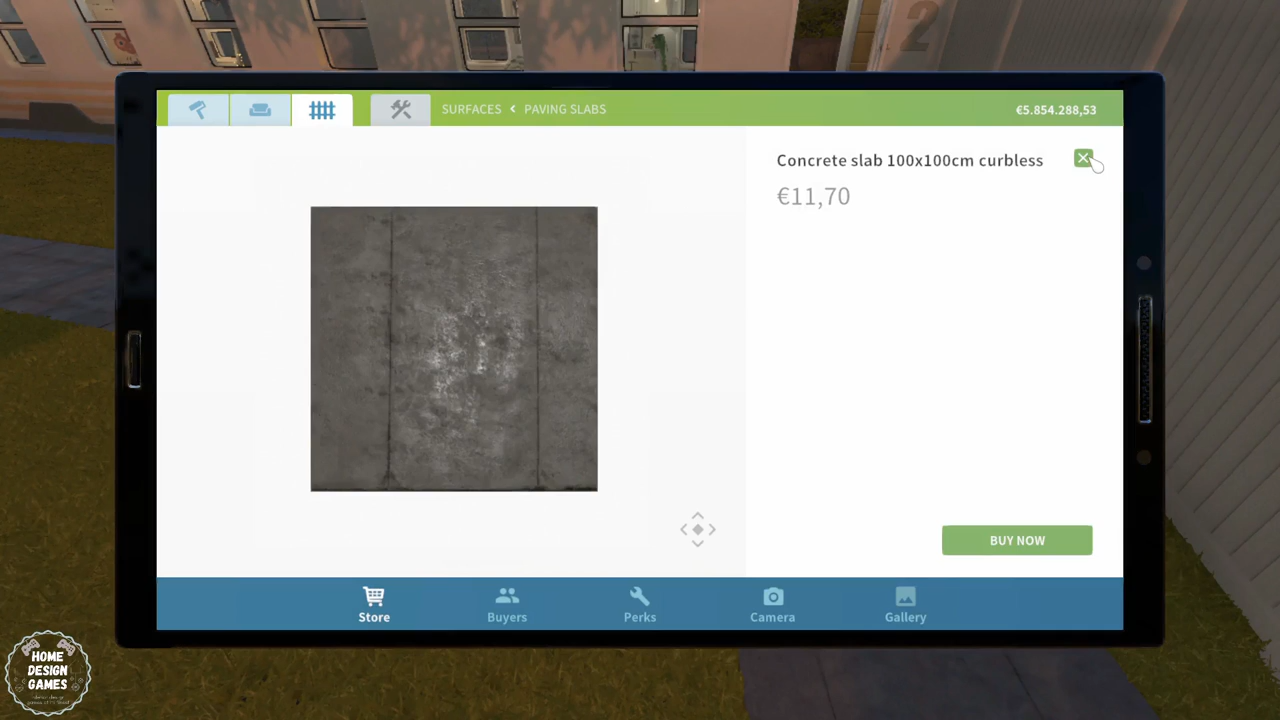 2
SURFACES < PAVING SLABS
€5.854.288,53
Concrete slab 100x100cm curbless
€11,70
BUY NOW
Store
Buyers
Perks
Camera
Gallery
HOME
DESIGN
GAMES